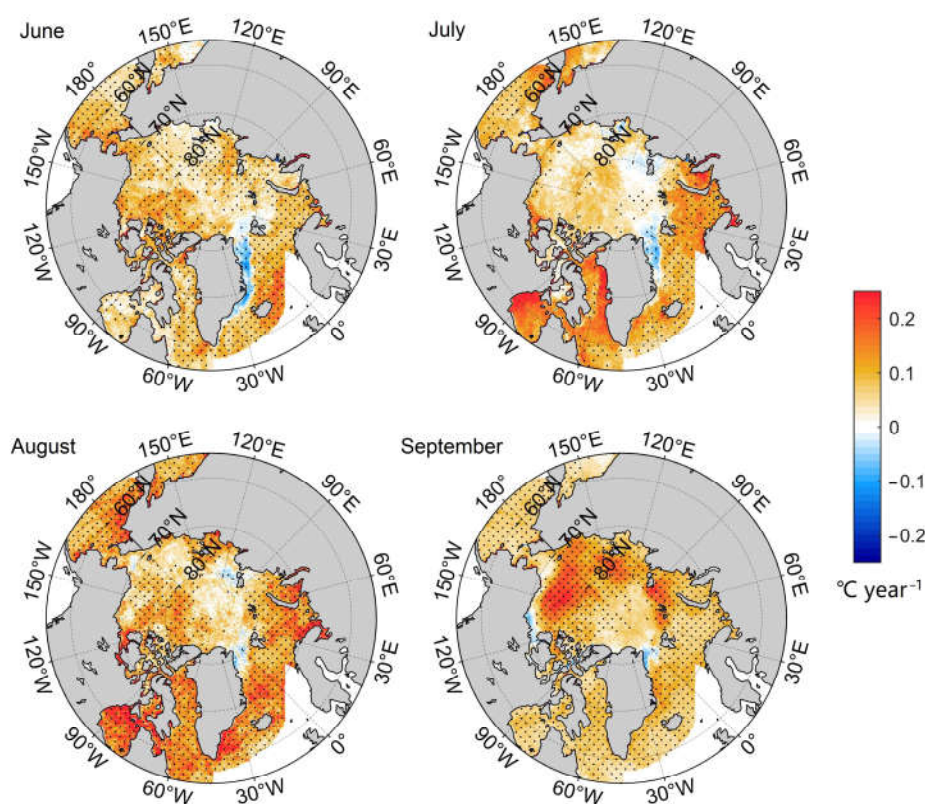 June
150°E
120°E
90°E
60°E
30°E
0°
30°W
60°W
90°W
120°W
150°W
180°
60°N
70°N
80°N
July
150°E
120°E
90°E
60°E
30°E
0°
30°W
60°W
90°W
120°W
150°W
180°
60°N
70°N
80°N
August
150°E
120°E
90°E
60°E
30°E
0°
30°W
60°W
90°W
120°W
150°W
180°
60°N
70°N
80°N
September
150°E
120°E
90°E
60°E
30°E
0°
30°W
60°W
90°W
120°W
150°W
180°
60°N
70°N
80°N
0.2
0.1
0
−0.1
−0.2
℃ year⁻¹